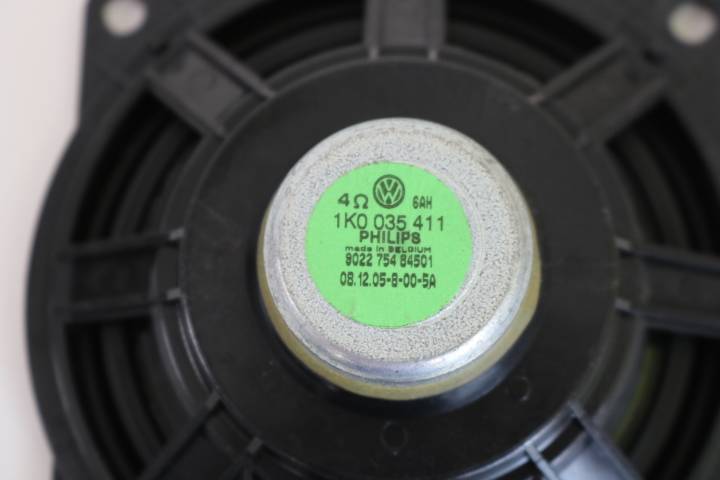 4Ω VW 6AH
1K0 035 411
PHILIPS
made in BELGIUM
9022 754 84501
08.12.05-8-00-5A